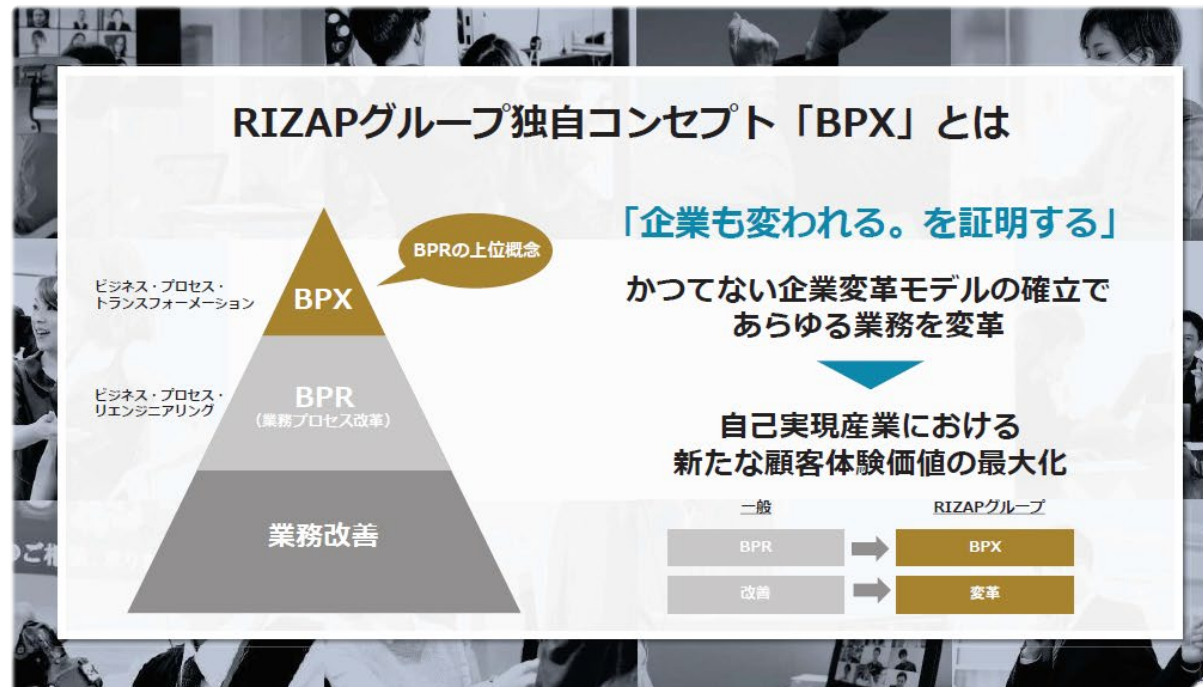 RIZAPグループ独自コンセプト「BPX」とは
BPRの上位概念
ビジネス・プロセス・
トランスフォーメーション
BPX
ビジネス・プロセス・
リエンジニアリング
BPR
（業務プロセス改革）
業務改善
「企業も変われる。を証明する」
かつてない企業変革モデルの確立で
あらゆる業務を変革
自己実現産業における
新たな顧客体験価値の最大化
一般
RIZAPグループ
BPR
BPX
改善
変革
のご相